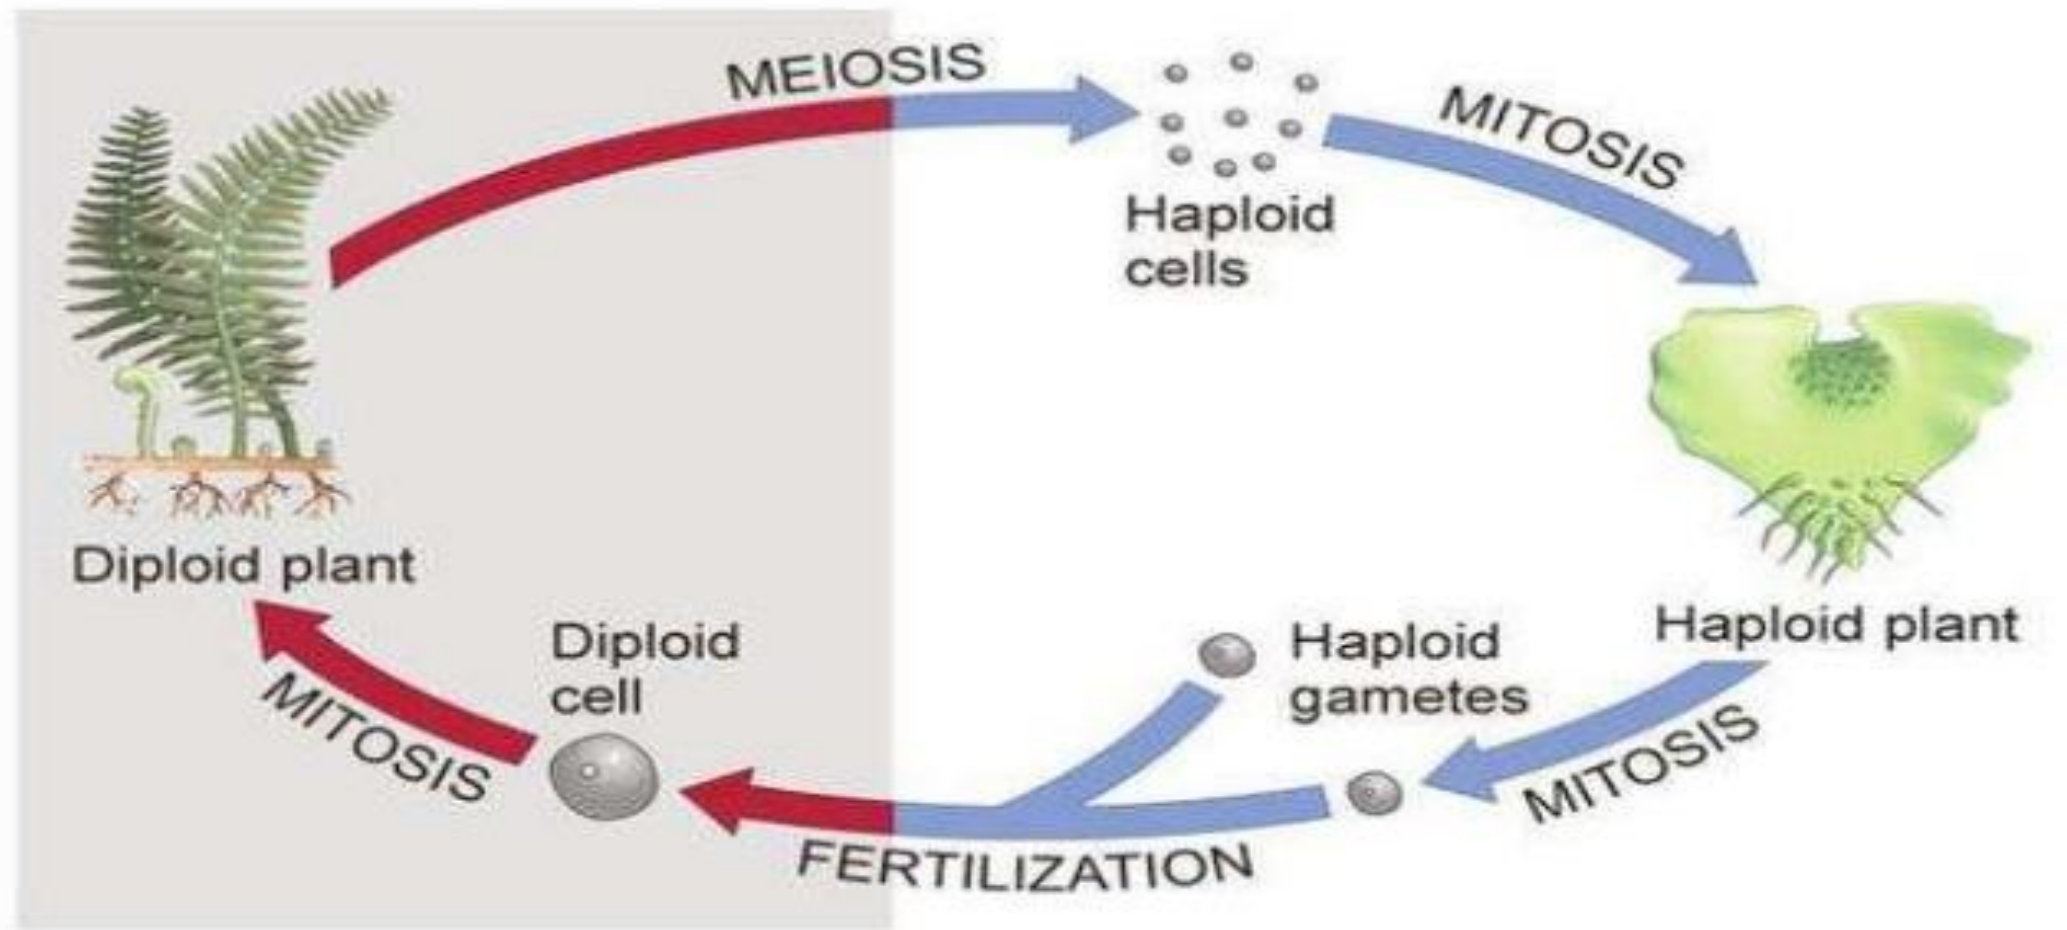 MEIOSIS
MITOSIS
Haploid
cells
Diploid plant
Haploid plant
Diploid
cell
Haploid
gametes
MITOSIS
MITOSIS
FERTILIZATION